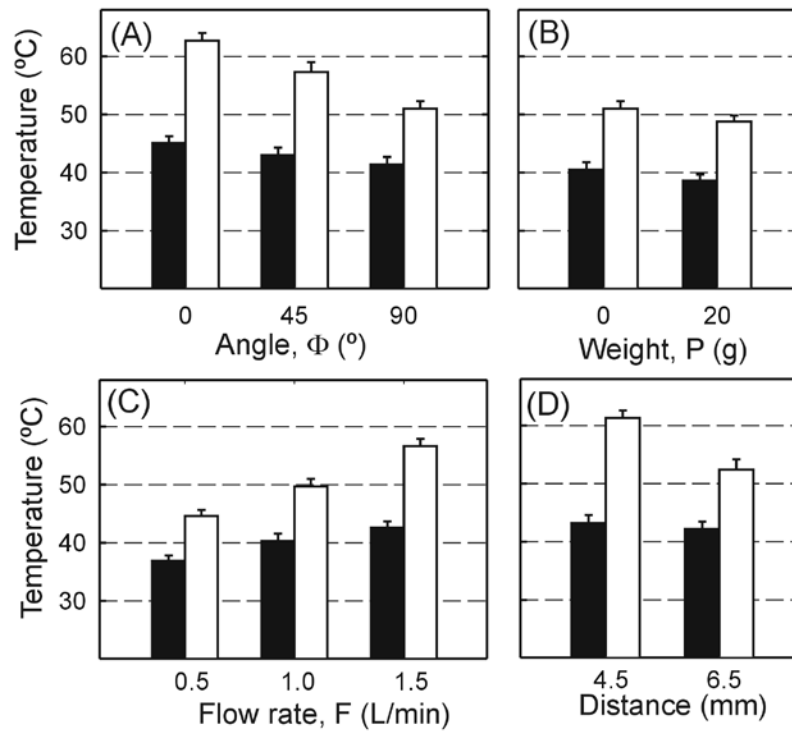 (A)
Temperature (ºC)
60
50
40
30
0 45 90
Angle, Φ (º)
(B)
0 20
Weight, P (g)
(C)
Temperature (ºC)
60
50
40
30
0.5 1.0 1.5
Flow rate, F (L/min)
(D)
4.5 6.5
Distance (mm)